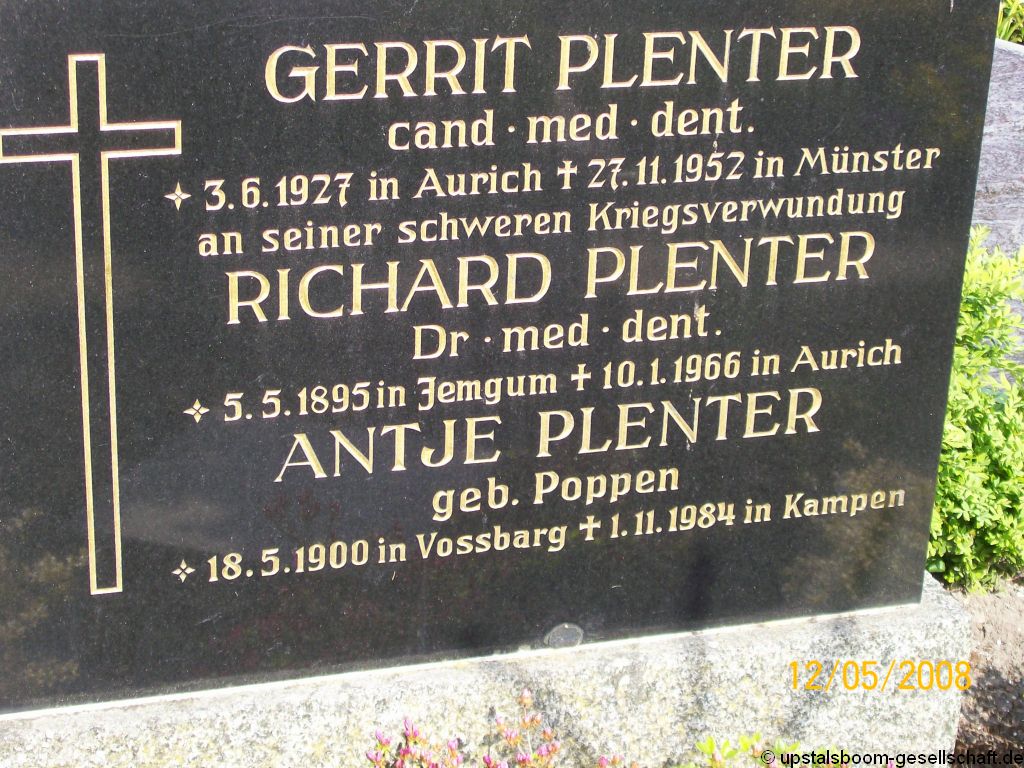 GERRIT PLENTER
cand · med · dent.
✧ 3.6.1927 in Aurich ✝ 27.11.1952 in Münster
an seiner schweren Kriegsverwundung
RICHARD PLENTER
Dr · med · dent.
✧ 5.5.1895 in Jemgum ✝ 10.1.1966 in Aurich
ANTJE PLENTER
geb. Poppen
✧ 18.5.1900 in Vossbarg ✝ 1.11.1984 in Kampen
12/05/2008
© upstalsboom-gesellschaft.de